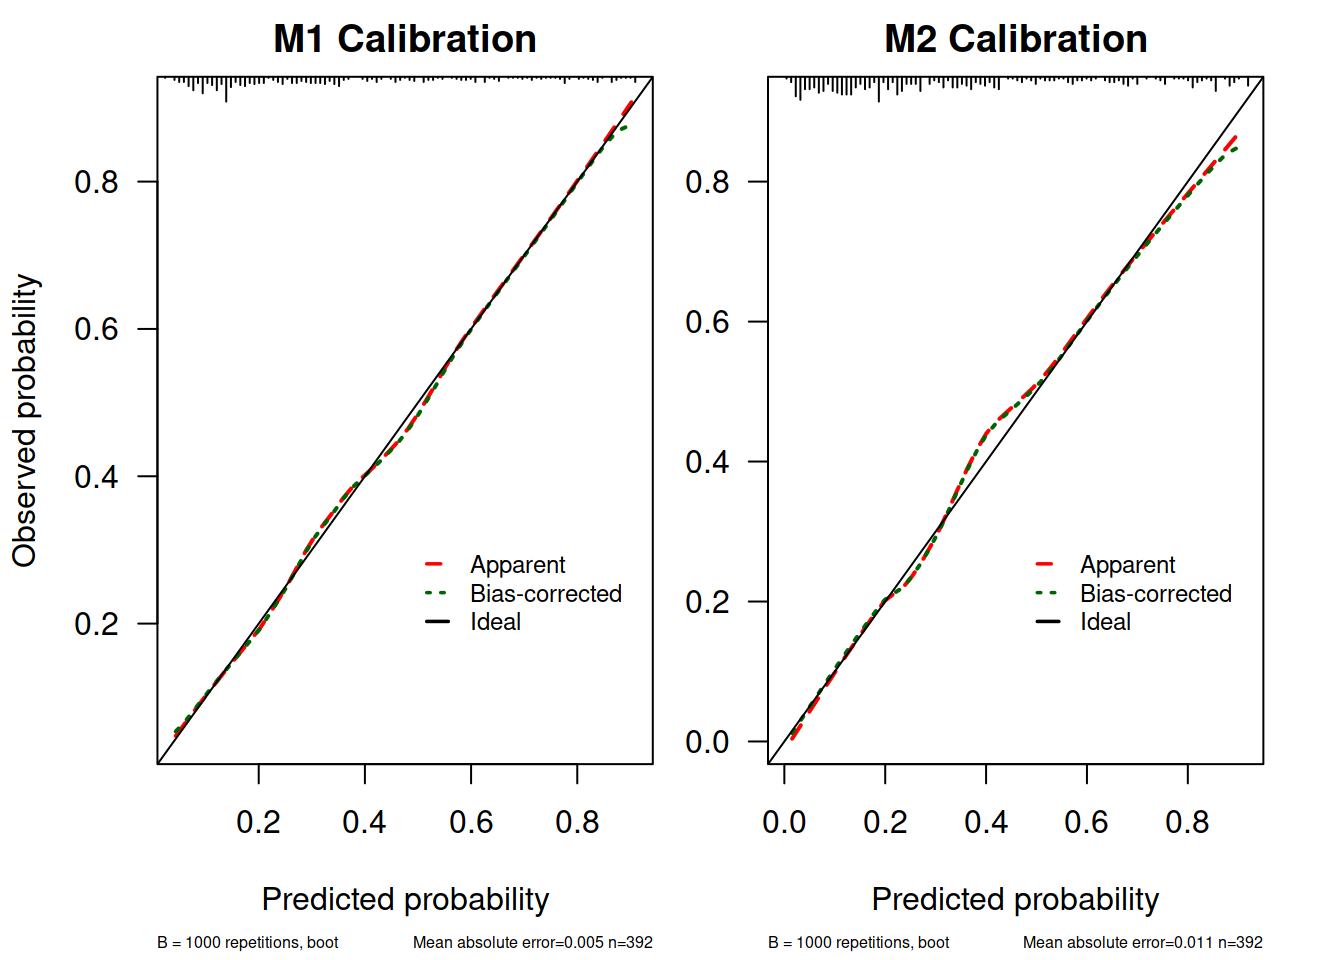 M1 Calibration
Observed probability
0.8
0.6
0.4
0.2
Apparent
Bias-corrected
Ideal
0.2 0.4 0.6 0.8
Predicted probability
B = 1000 repetitions, boot
Mean absolute error=0.005 n=392
M2 Calibration
0.8
0.6
0.4
0.2
0.0
Apparent
Bias-corrected
Ideal
0.0 0.2 0.4 0.6 0.8
Predicted probability
B = 1000 repetitions, boot
Mean absolute error=0.011 n=392